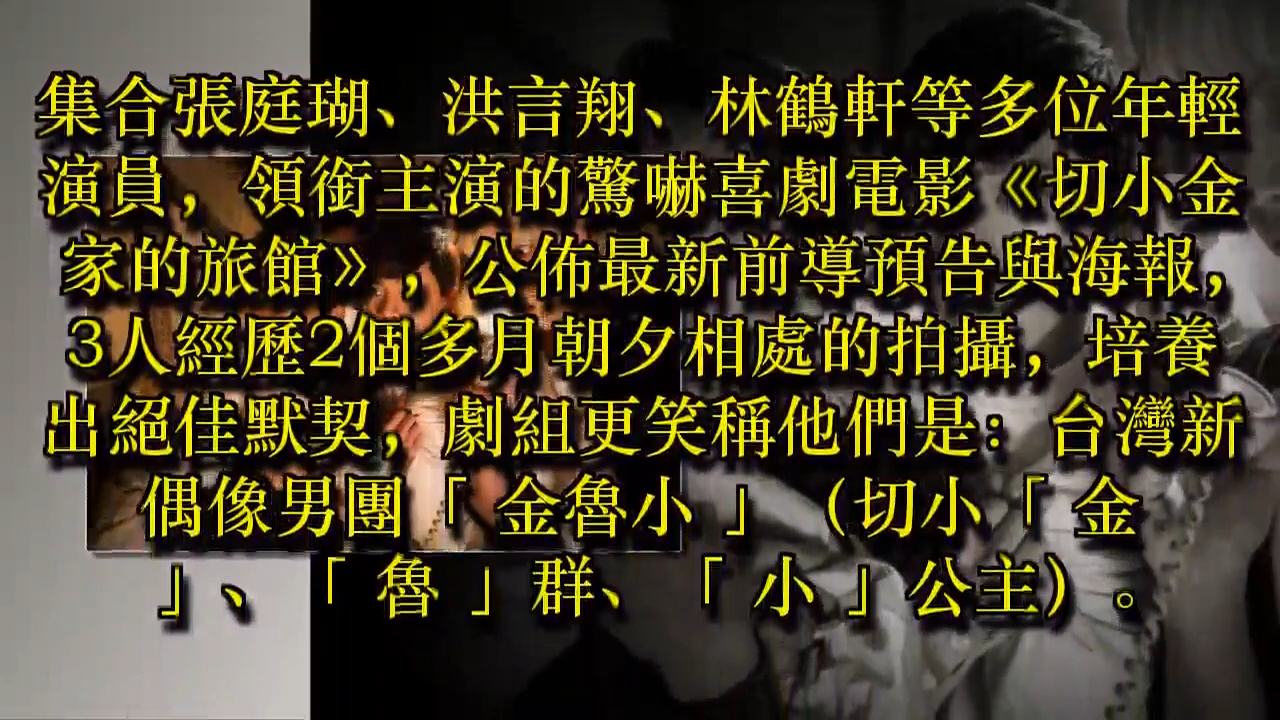 集合張庭瑚、洪言翔、林鶴軒等多位年輕
演員，領銜主演的驚嚇喜劇電影《切小金
家的旅館》，公佈最新前導預告與海報，
3人經歷2個多月朝夕相處的拍攝，培養
出絕佳默契，劇組更笑稱他們是：台灣新
偶像男團「 金魯小 」（切小「 金
」、「 魯 」群、「 小 」公主）。